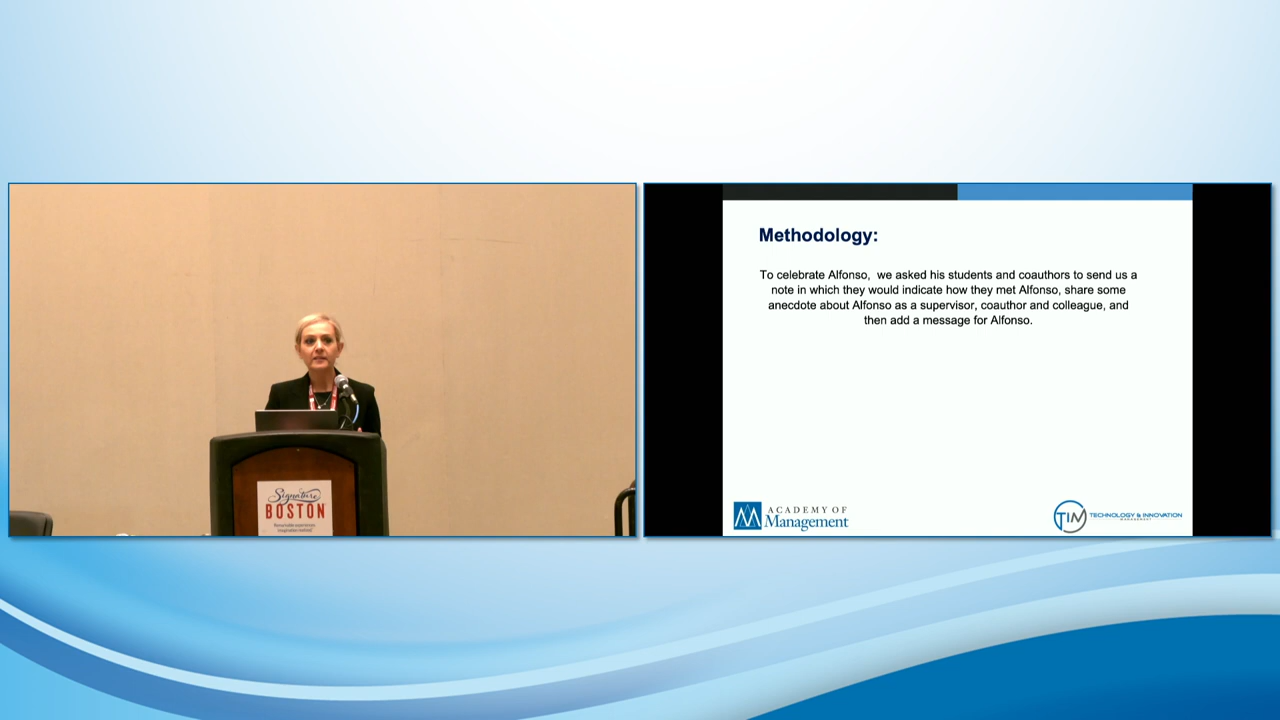 Signature
BOSTON
Methodology:
To celebrate Alfonso,  we asked his students and coauthors to send us a
note in which they would indicate how they met Alfonso, share some
anecdote about Alfonso as a supervisor, coauthor and colleague, and
then add a message for Alfonso.
ACADEMY OF
Management
TIM
TECHNOLOGY & INNOVATION
MANAGEMENT